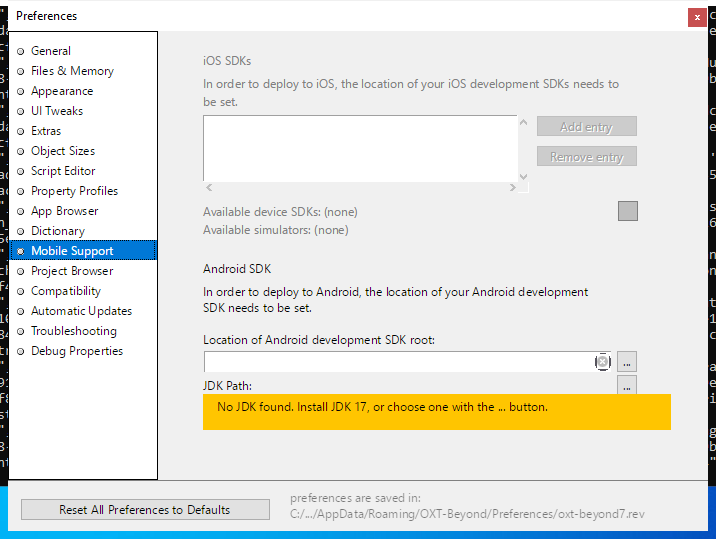 Preferences
x
General
Files & Memory
Appearance
UI Tweaks
Extras
Object Sizes
Script Editor
Property Profiles
App Browser
Dictionary
Mobile Support
Project Browser
Compatibility
Automatic Updates
Troubleshooting
Debug Properties
iOS SDKs
In order to deploy to iOS, the location of your iOS development SDKs needs to
be set.
Add entry
Remove entry
Available device SDKs: (none)
Available simulators: (none)
Android SDK
In order to deploy to Android, the location of your Android development
SDK needs to be set.
Location of Android development SDK root:
...
JDK Path:
...
No JDK found. Install JDK 17, or choose one with the ... button.
Reset All Preferences to Defaults
preferences are saved in:
C:/.../AppData/Roaming/OXT-Beyond/Preferences/oxt-beyond7.rev